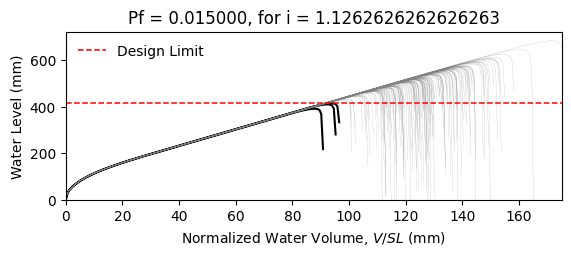 Pf = 0.015000, for i = 1.1262626262626263
Water Level (mm)
600
400
200
0
Design Limit
0 20 40 60 80 100 120 140 160
Normalized Water Volume, V/SL (mm)